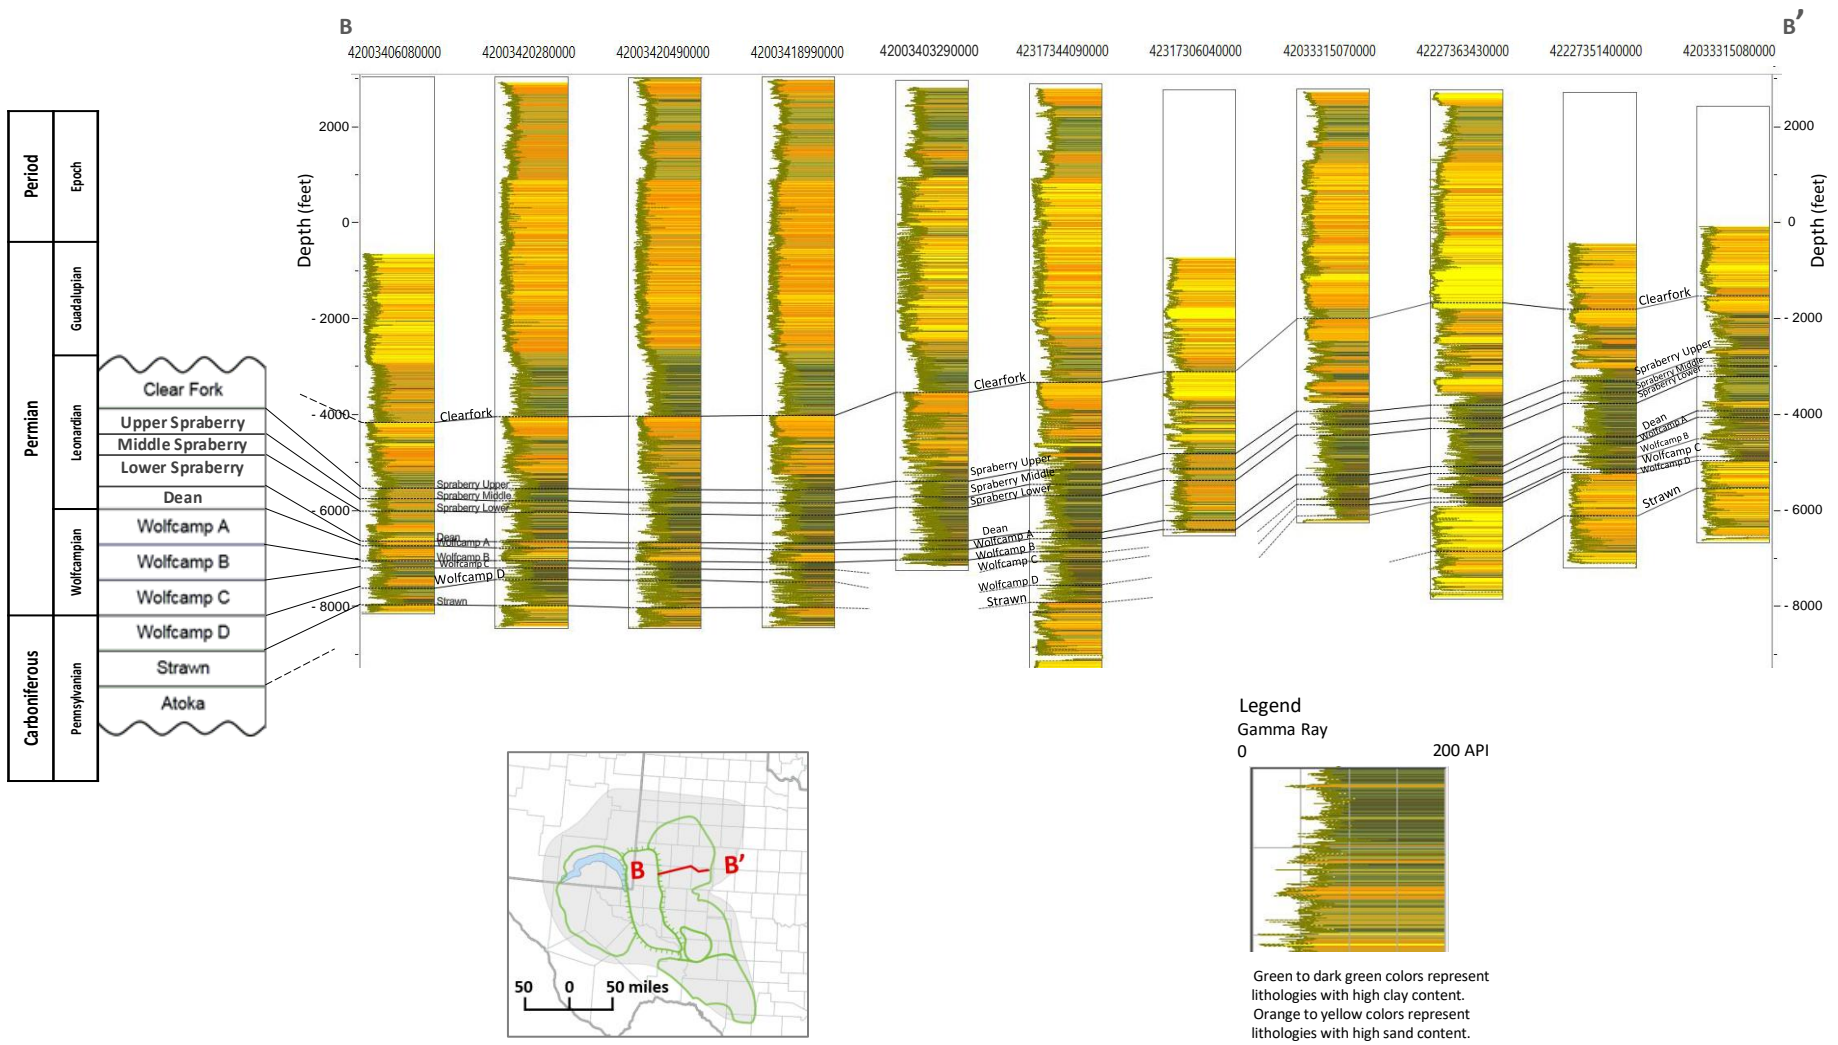 B
B’
42003406080000
42003420280000
42003420490000
42003418990000
42003403290000
42317344090000
42317306040000
42033315070000
42227363430000
42227351400000
42033315080000
Depth (feet)
2000
0
- 2000
- 4000
- 6000
- 8000
Depth (feet)
2000
0
- 2000
- 4000
- 6000
- 8000
Period
Epoch
Permian
Guadalupian
Leonardian
Wolfcampian
Carboniferous
Pennsylvanian
Clear Fork
Upper Spraberry
Middle Spraberry
Lower Spraberry
Dean
Wolfcamp A
Wolfcamp B
Wolfcamp C
Wolfcamp D
Strawn
Atoka
Clearfork
Spraberry Upper
Spraberry Middle
Spraberry Lower
Dean
Wolfcamp A
Wolfcamp B
Wolfcamp C
Wolfcamp D
Strawn
Clearfork
Spraberry Upper
Spraberry Middle
Spraberry Lower
Dean
Wolfcamp A
Wolfcamp B
Wolfcamp C
Wolfcamp D
Strawn
Clearfork
Spraberry Upper
Spraberry Middle
Spraberry Lower
Dean
Wolfcamp A
Wolfcamp B
Wolfcamp C
Wolfcamp D
Strawn
B
B’
50 0 50 miles
Legend
Gamma Ray
0 200 API
Green to dark green colors represent
lithologies with high clay content.
Orange to yellow colors represent
lithologies with high sand content.